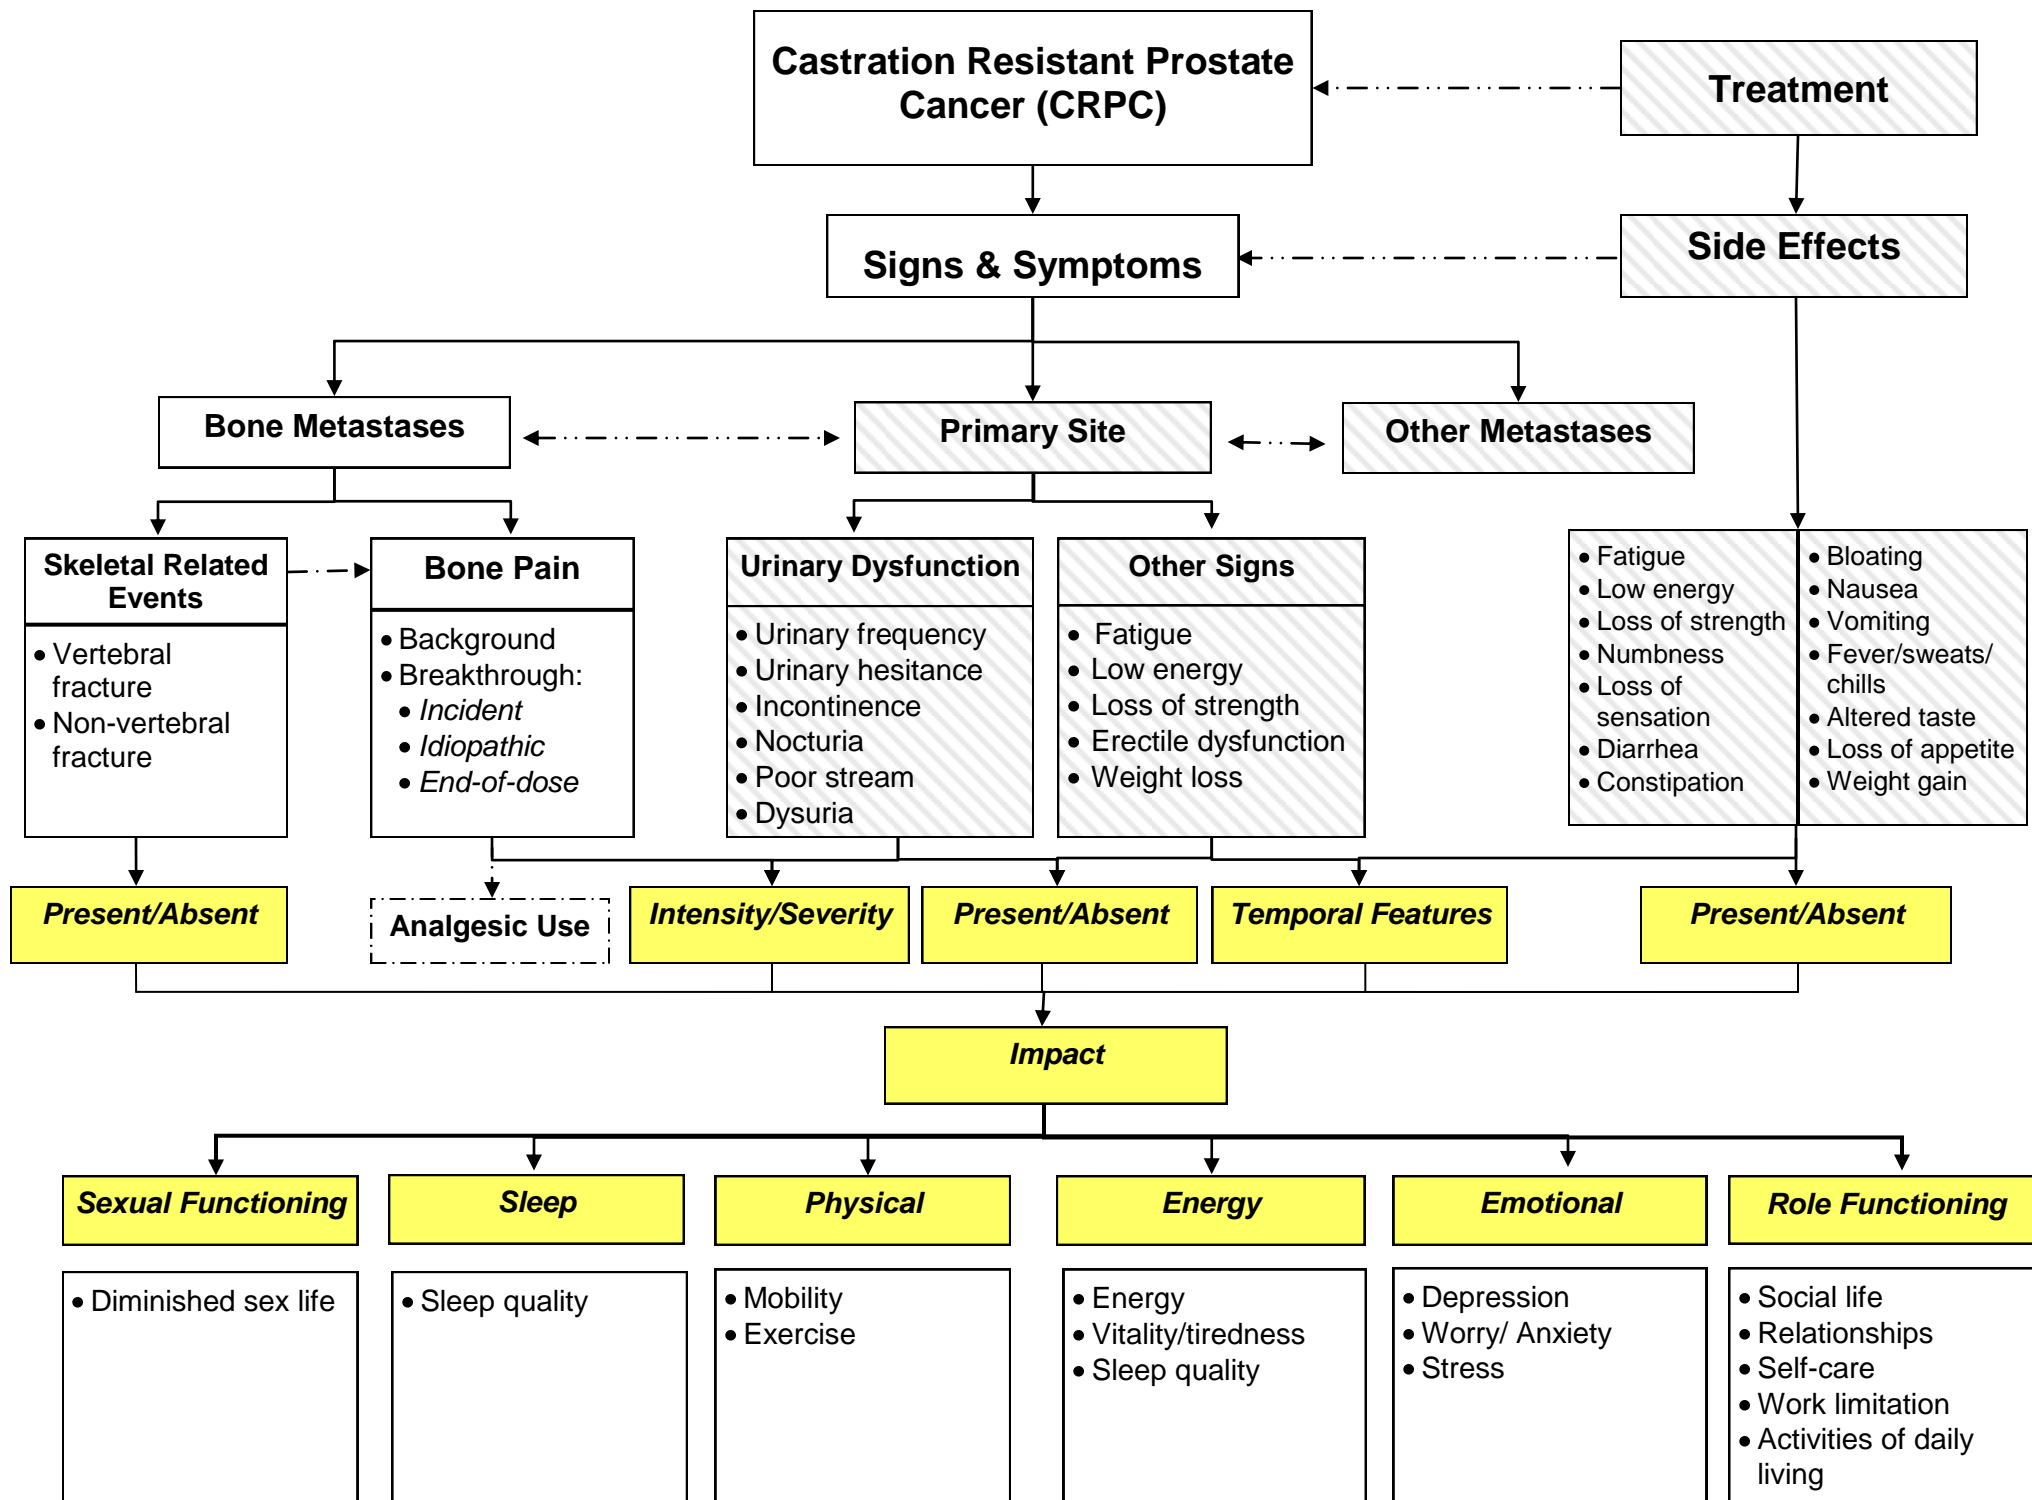 Castration Resistant Prostate
Cancer (CRPC)
Treatment
Signs & Symptoms
Side Effects
Bone Metastases
Primary Site
Other Metastases
Skeletal Related
Events
• Vertebral
fracture
• Non-vertebral
fracture
Bone Pain
• Background
• Breakthrough:
• Incident
• Idiopathic
• End-of-dose
Urinary Dysfunction
• Urinary frequency
• Urinary hesitance
• Incontinence
• Nocturia
• Poor stream
• Dysuria
Other Signs
• Fatigue
• Low energy
• Loss of strength
• Erectile dysfunction
• Weight loss
• Fatigue
• Low energy
• Loss of strength
• Numbness
• Loss of
sensation
• Diarrhea
• Constipation
• Bloating
• Nausea
• Vomiting
• Fever/sweats/
chills
• Altered taste
• Loss of appetite
• Weight gain
Present/Absent
Analgesic Use
Intensity/Severity
Present/Absent
Temporal Features
Present/Absent
Impact
Sexual Functioning
• Diminished sex life
Sleep
• Sleep quality
Physical
• Mobility
• Exercise
Energy
• Energy
• Vitality/tiredness
• Sleep quality
Emotional
• Depression
• Worry/ Anxiety
• Stress
Role Functioning
• Social life
• Relationships
• Self-care
• Work limitation
• Activities of daily
living